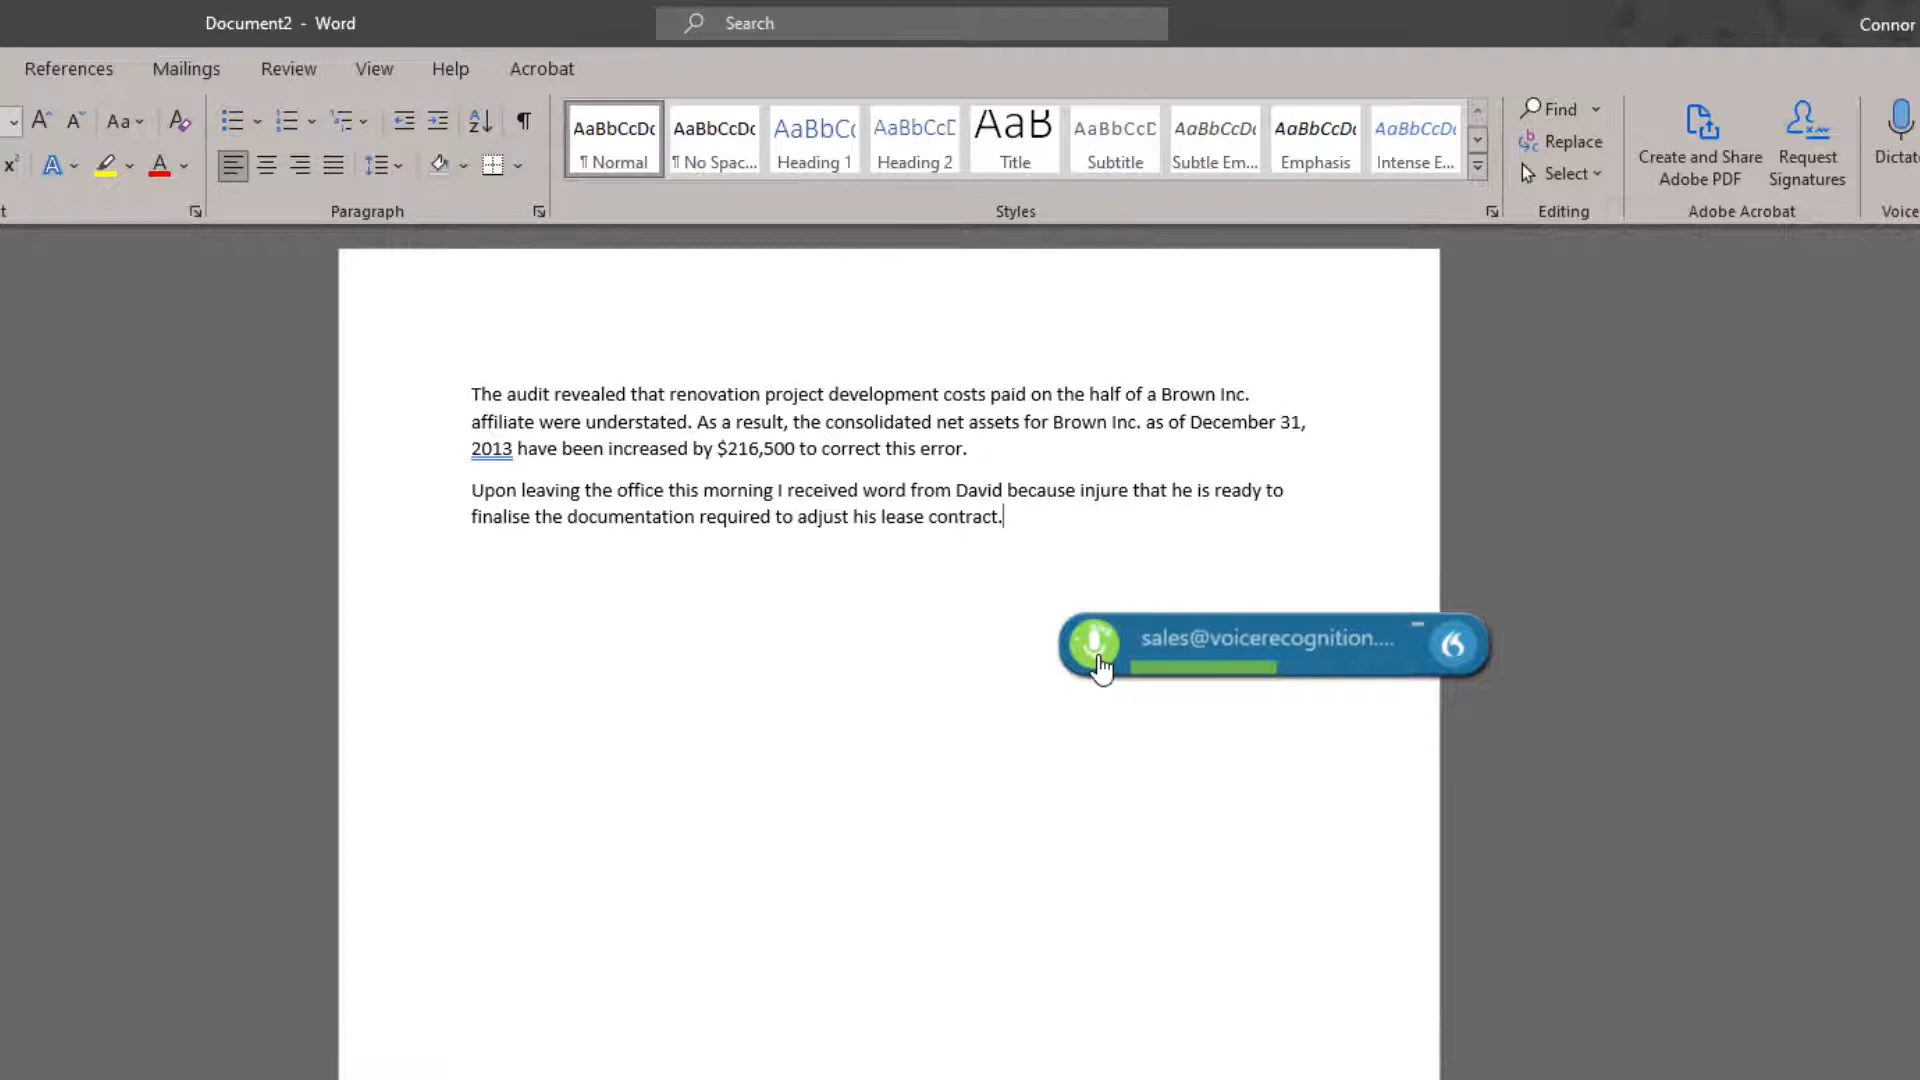 Document2 - Word
Search
Connor
References Mailings Review View Help Acrobat
Aa
AaBbCcDc AaBbCcDc AaBbCc AaBbCcD AaB AaBbCcD AaBbCcDc AaBbCcDc AaBbCcDc
¶ Normal ¶ No Spac... Heading 1 Heading 2 Title Subtitle Subtle Em... Emphasis Intense E...
Find
Replace
Select
Create and Share
Adobe PDF
Request
Signatures
Dictat
Paragraph Styles Editing Adobe Acrobat Voice
The audit revealed that renovation project development costs paid on the half of a Brown Inc.
affiliate were understated. As a result, the consolidated net assets for Brown Inc. as of December 31,
2013 have been increased by $216,500 to correct this error.
Upon leaving the office this morning I received word from David because injure that he is ready to
finalise the documentation required to adjust his lease contract.
sales@voicerecognition....